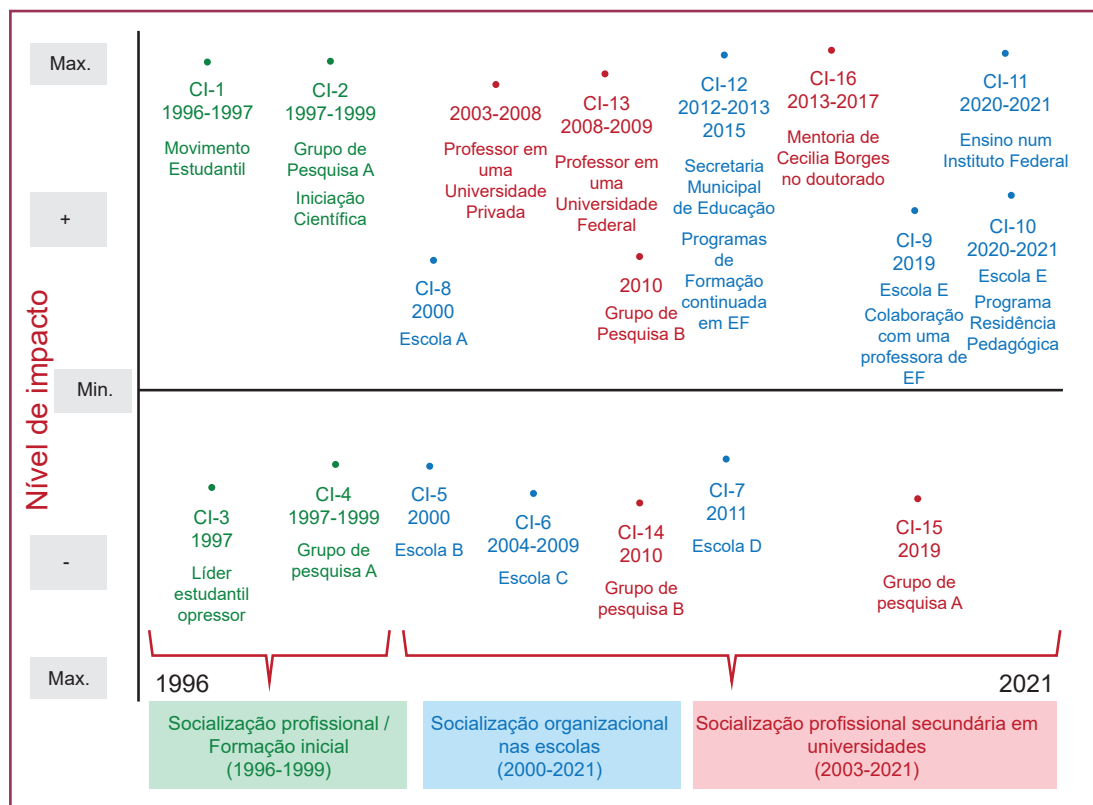 Nível de impacto
Max.
+
Min.
-
Max.
CI-1
1996-1997
Movimento
Estudantil
CI-2
1997-1999
Grupo de
Pesquisa A
Iniciação
Científica
CI-8
2000
Escola A
2003-2008
Professor em
uma
Universidade
Privada
CI-13
2008-2009
Professor em
uma
Universidade
Federal
2010
Grupo de
Pesquisa B
CI-12
2012-2013
2015
Secretaria
Municipal
de Educação
Programas
de
Formação
continuada
em EF
CI-16
2013-2017
Mentoria de
Cecilia Borges
no doutorado
CI-9
2019
Escola E
Colaboração
com uma
professora de
EF
CI-11
2020-2021
Ensino num
Instituto Federal
CI-10
2020-2021
Escola E
Programa
Residência
Pedagógica
CI-3
1997
Líder
estudantil
opressor
CI-4
1997-1999
Grupo de
pesquisa A
CI-5
2000
Escola B
CI-6
2004-2009
Escola C
CI-14
2010
Grupo de
pesquisa B
CI-7
2011
Escola D
CI-15
2019
Grupo de
pesquisa A
1996
2021
Socialização profissional /
Formação inicial
(1996-1999)
Socialização organizacional
nas escolas
(2000-2021)
Socialização profissional secundária em
universidades
(2003-2021)